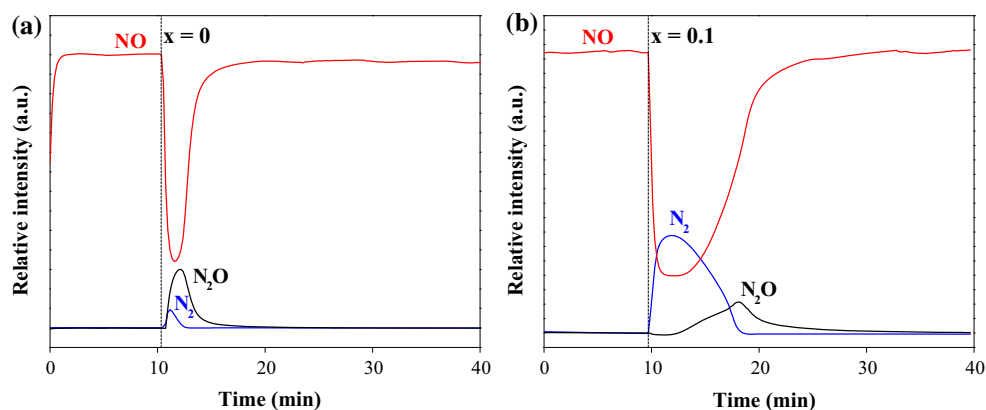 (a)
NO
x = 0
N₂O
N₂
Relative intensity (a.u.)
0 10 20 30 40
Time (min)
(b)
x = 0.1
NO
N₂
N₂O
Relative intensity (a.u.)
0 10 20 30 40
Time (min)